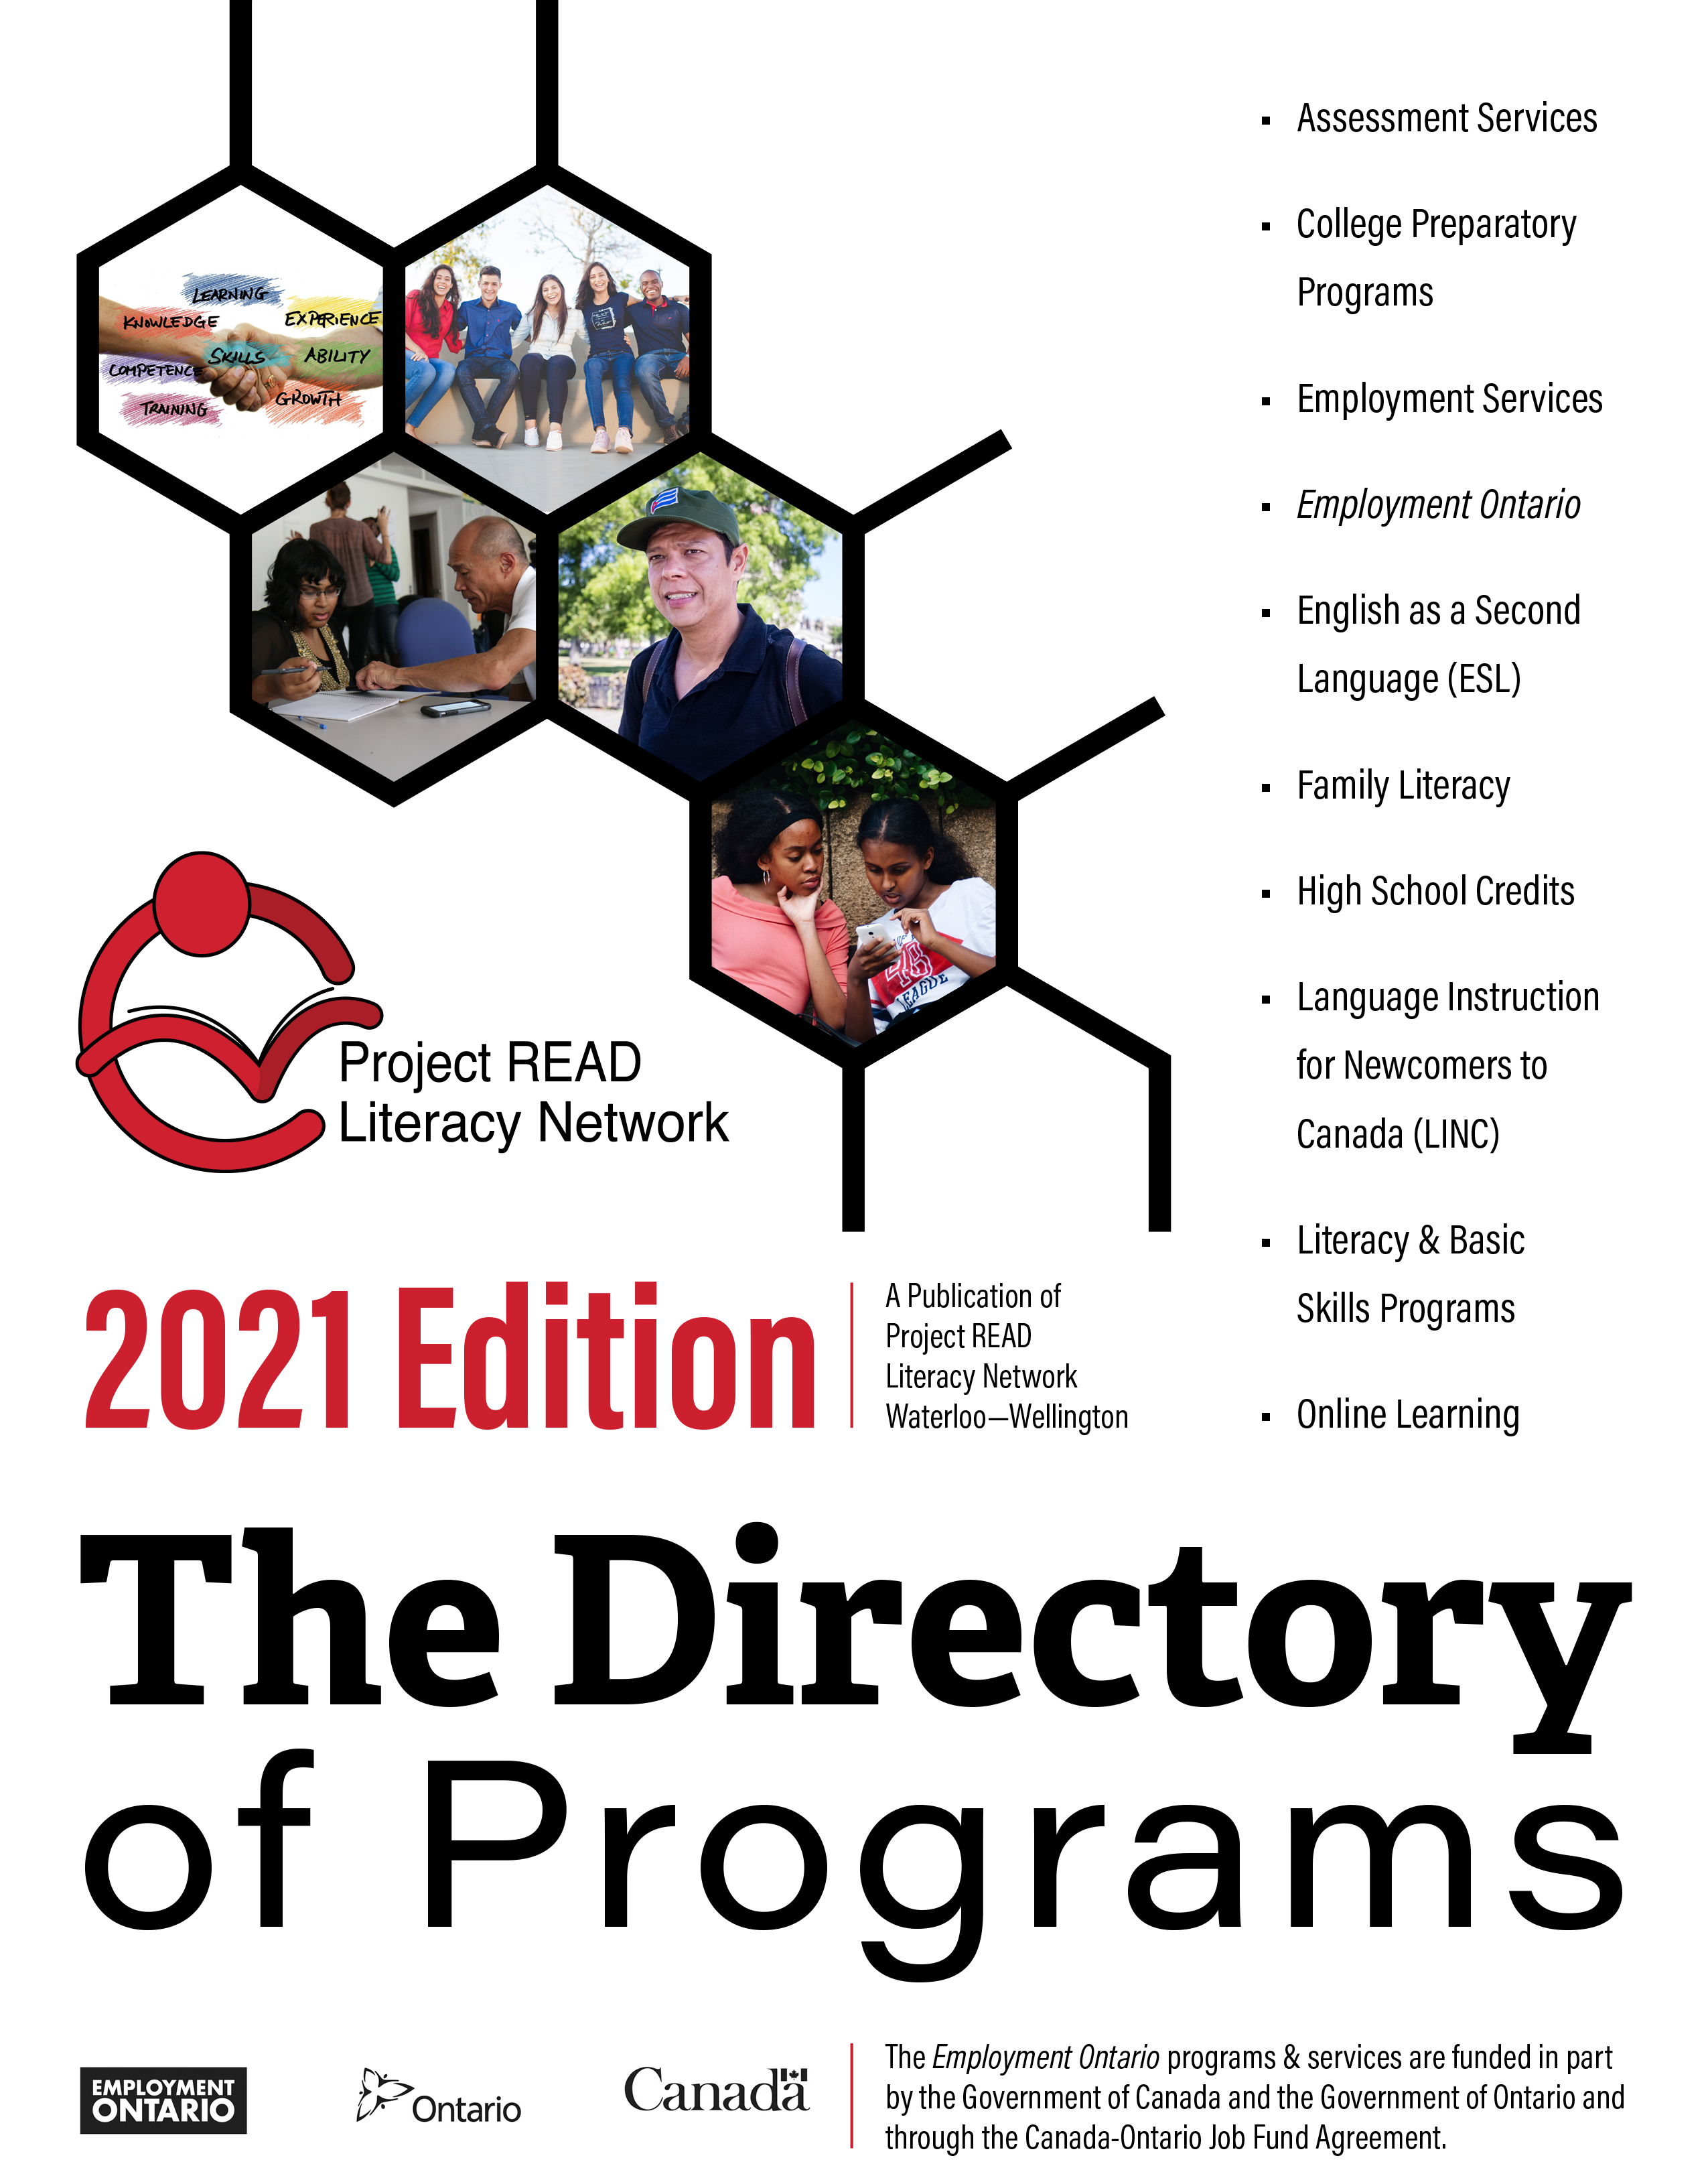 Assessment Services
College Preparatory
Programs
Employment Services
Employment Ontario
English as a Second
Language (ESL)
Family Literacy
High School Credits
Language Instruction
for Newcomers to
Canada (LINC)
Literacy & Basic
Skills Programs
Online Learning
LEARNING
KNOWLEDGE
EXPERIENCE
SKILLS
ABILITY
COMPETENCE
GROWTH
TRAINING
LEAGUE
Project READ
Literacy Network
2021 Edition
A Publication of
Project READ
Literacy Network
Waterloo—Wellington
The Directory
of Programs
EMPLOYMENT
ONTARIO
Ontario
Canada
The Employment Ontario programs & services are funded in part
by the Government of Canada and the Government of Ontario and
through the Canada-Ontario Job Fund Agreement.